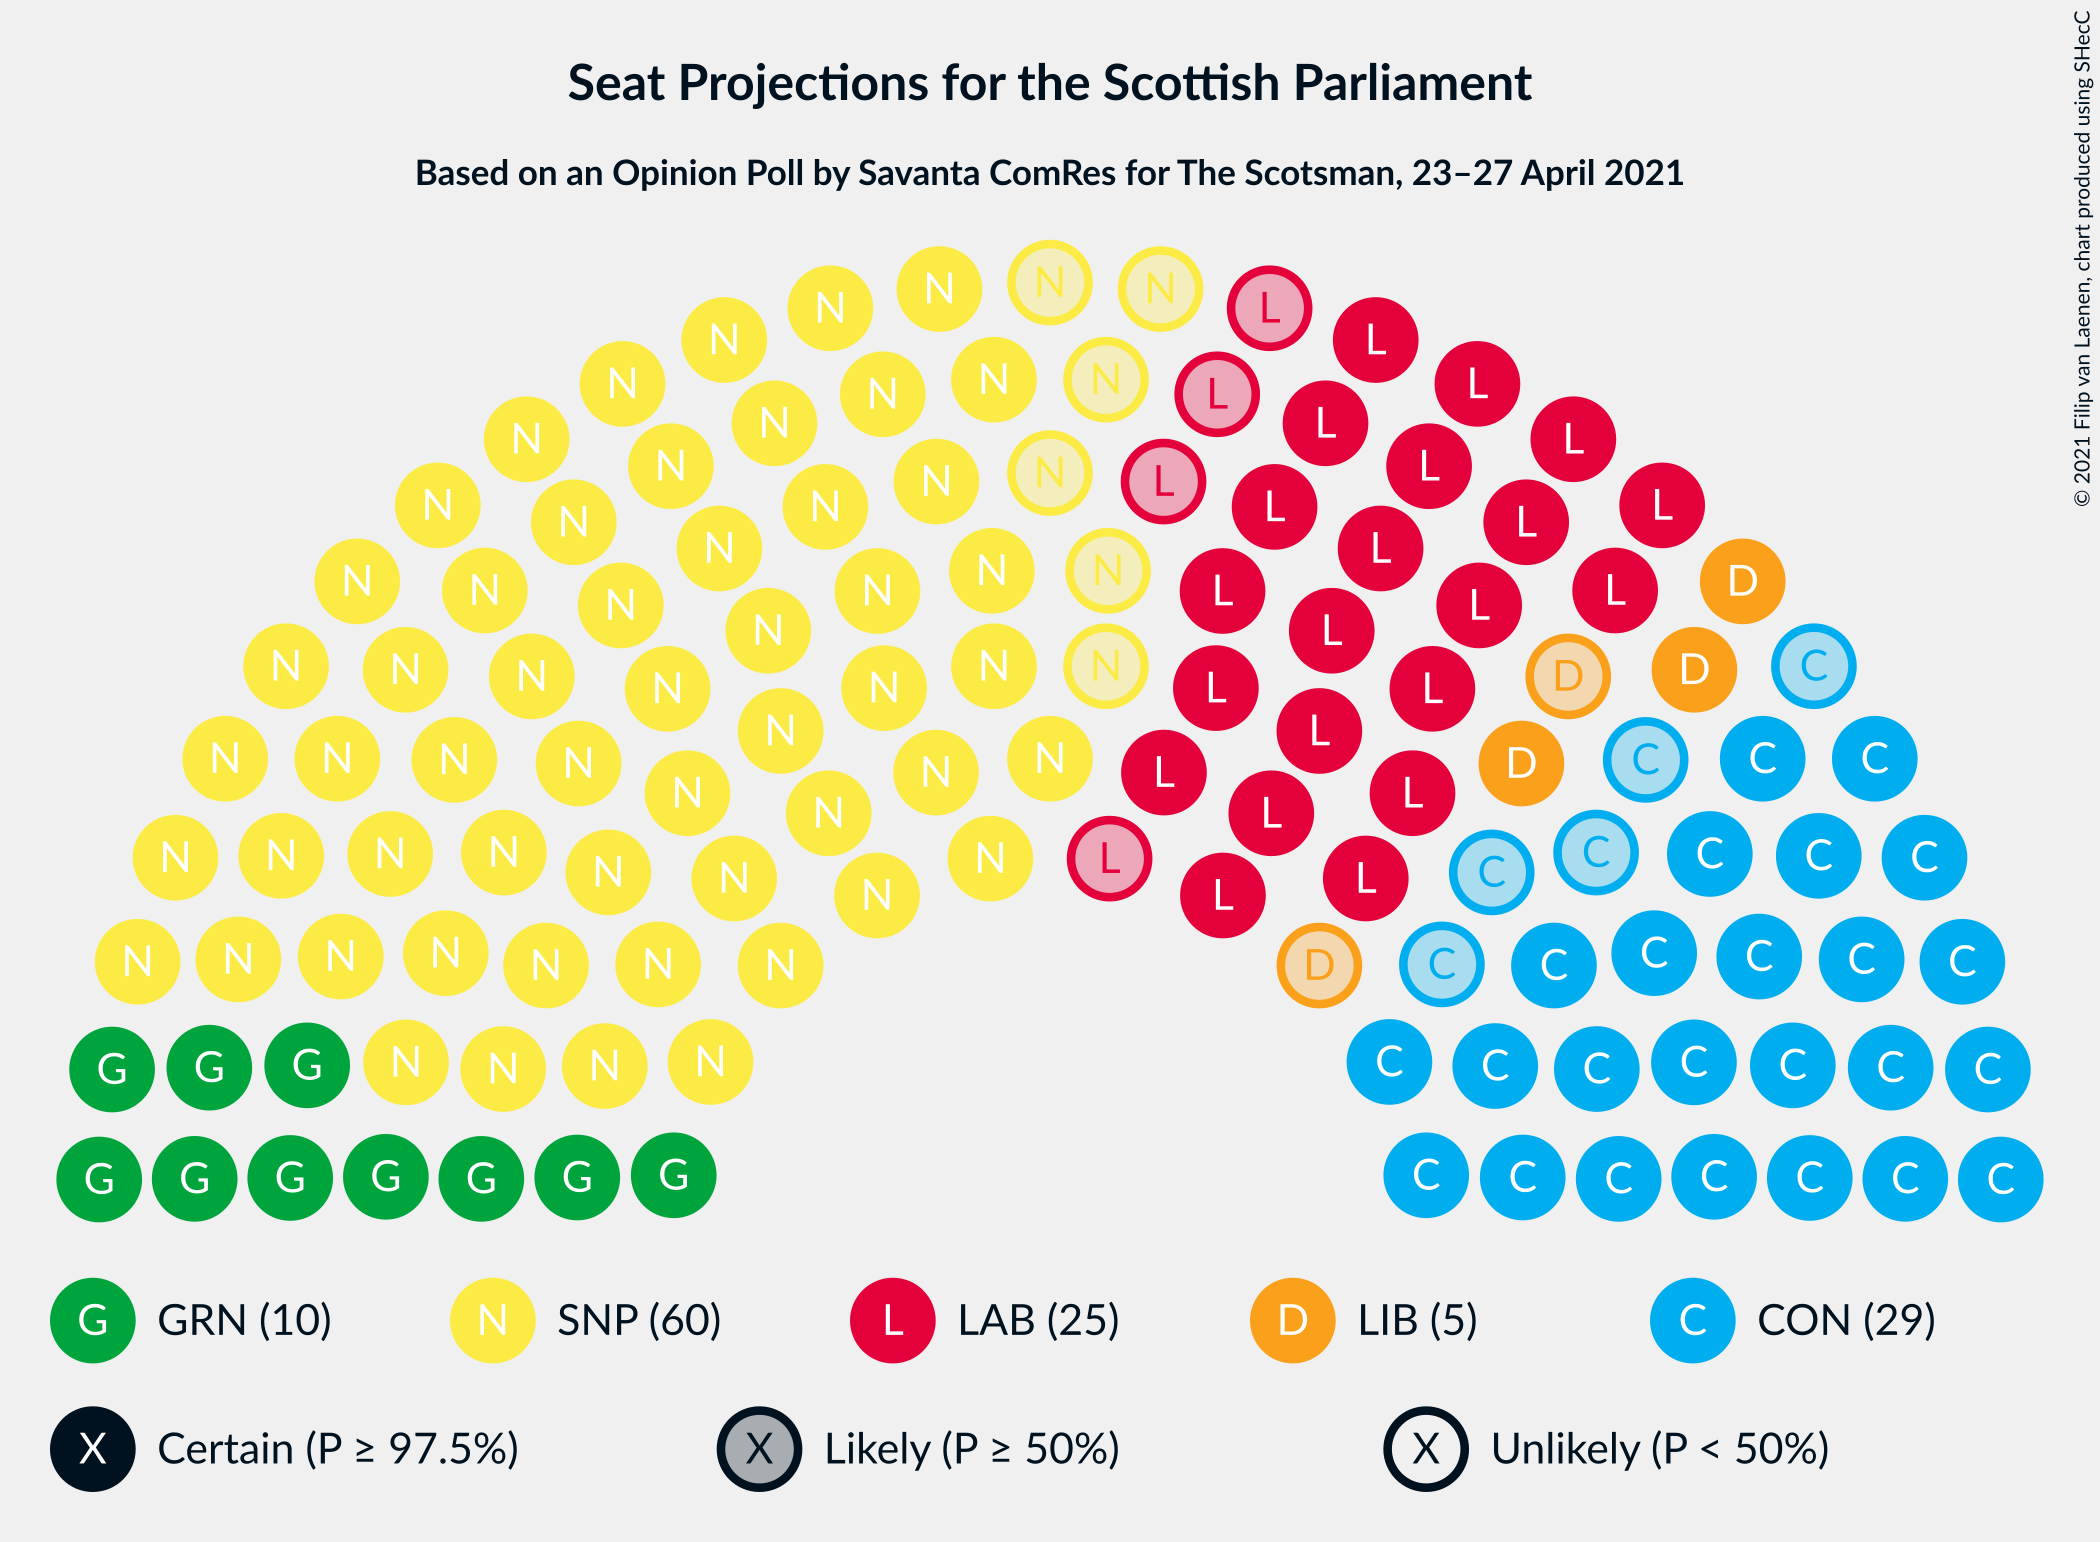 Seat Projections for the Scottish Parliament
Based on an Opinion Poll by Savanta ComRes for The Scotsman, 23–27 April 2021
© 2021 Filip van Laenen, chart produced using SHecC
N N N N L
N N N N N L L L
N N N N N L L L L
N N N N L L L L
N N N N N N N L L L L D
N N N N N N N L L D D C
N N N N N N N N L L L D C C C
N N N N N N N N N L L L L C C C C C
N N N N N N N D C C C C C C
G G G N N N N C C C C C C C
G G G G G G G C C C C C C C
G GRN (10) N SNP (60) L LAB (25) D LIB (5) C CON (29)
X Certain (P ≥ 97.5%) X Likely (P ≥ 50%) X Unlikely (P < 50%)